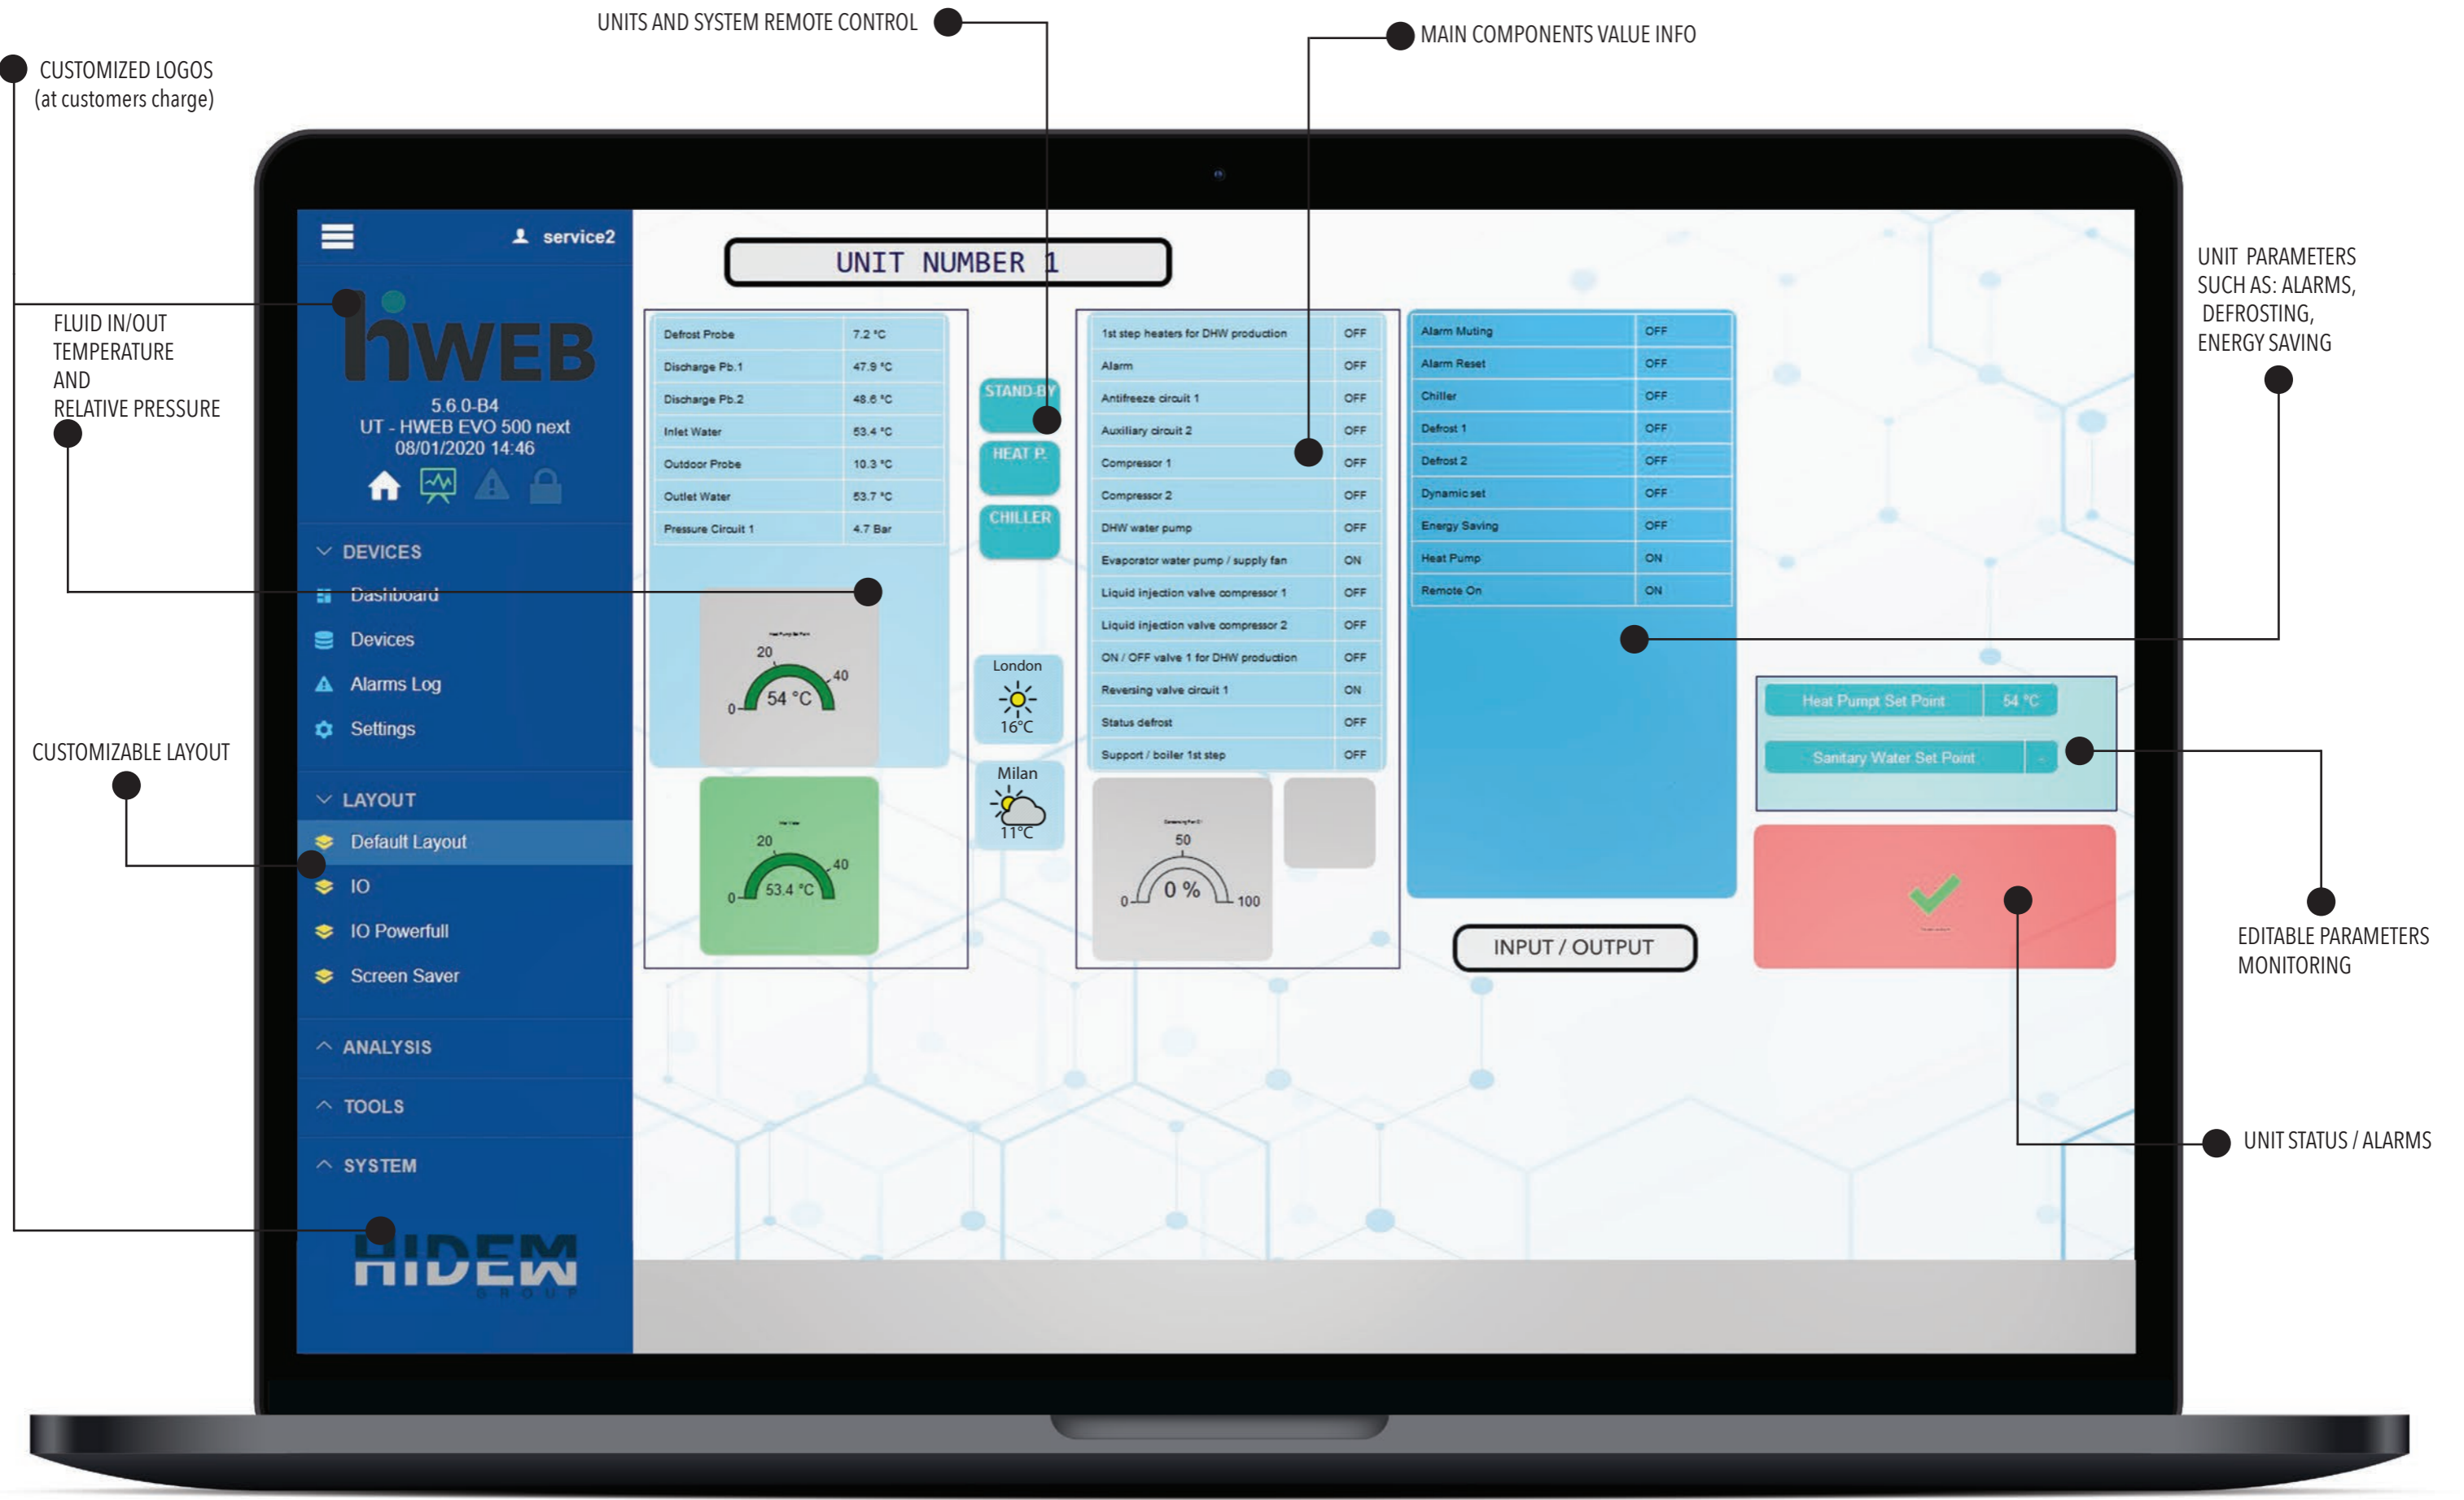 UNITS AND SYSTEM REMOTE CONTROL
MAIN COMPONENTS VALUE INFO
CUSTOMIZED LOGOS
(at customers charge)
FLUID IN/OUT
TEMPERATURE
AND
RELATIVE PRESSURE
CUSTOMIZABLE LAYOUT
service2
hWEB
5.6.0-B4
UT - HWEB EVO 500 next
08/01/2020 14:46
DEVICES
Dashboard
Devices
Alarms Log
Settings
LAYOUT
Default Layout
IO
IO Powerfull
Screen Saver
ANALYSIS
TOOLS
SYSTEM
HIDEW
GROUP
UNIT NUMBER 1
Defrost Probe 7.2 °C
Discharge Pb.1 47.9 °C
Discharge Pb.2 48.6 °C
Inlet Water 53.4 °C
Outdoor Probe 10.3 °C
Outlet Water 53.7 °C
Pressure Circuit 1 4.7 Bar
Heat Pump Set Point
20
40
0
54 °C
20
40
0
53.4 °C
STAND-BY
HEAT P.
CHILLER
London
16°C
Milan
11°C
1st step heaters for DHW production OFF
Alarm OFF
Antifreeze circuit 1 OFF
Auxiliary circuit 2 OFF
Compressor 1 OFF
Compressor 2 OFF
DHW water pump OFF
Evaporator water pump / supply fan ON
Liquid injection valve compressor 1 OFF
Liquid injection valve compressor 2 OFF
ON / OFF valve 1 for DHW production OFF
Reversing valve circuit 1 ON
Status defrost OFF
Support / boiler 1st step OFF
50
0 %
0
100
Alarm Muting OFF
Alarm Reset OFF
Chiller OFF
Defrost 1 OFF
Defrost 2 OFF
Dynamic set OFF
Energy Saving OFF
Heat Pump ON
Remote On ON
INPUT / OUTPUT
Heat Pumpt Set Point 54 °C
Sanitary Water Set Point -
UNIT PARAMETERS
SUCH AS: ALARMS,
DEFROSTING,
ENERGY SAVING
EDITABLE PARAMETERS
MONITORING
UNIT STATUS / ALARMS